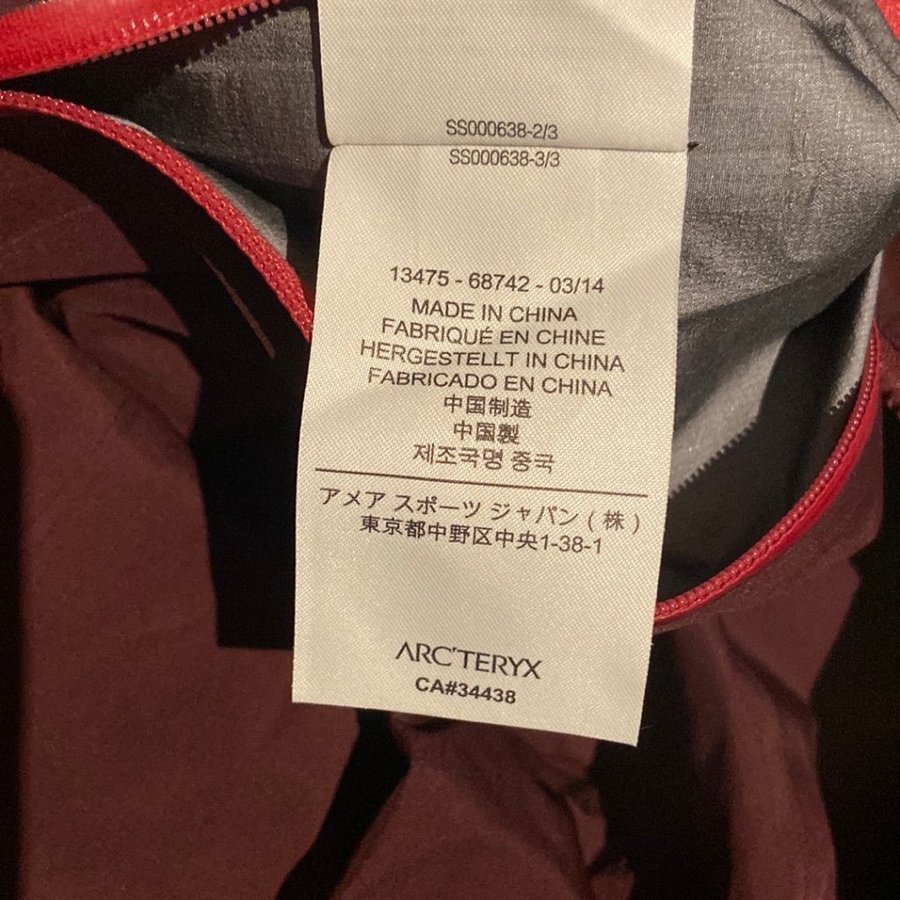 SS000638-2/3
SS000638-3/3
13475 - 68742 - 03/14
MADE IN CHINA
FABRIQUÉ EN CHINE
HERGESTELLT IN CHINA
FABRICADO EN CHINA
中国制造
中国製
제조국명 중국
アメア スポーツ ジャパン ( 株 )
東京都中野区中央1-38-1
ARC'TERYX
CA#34438